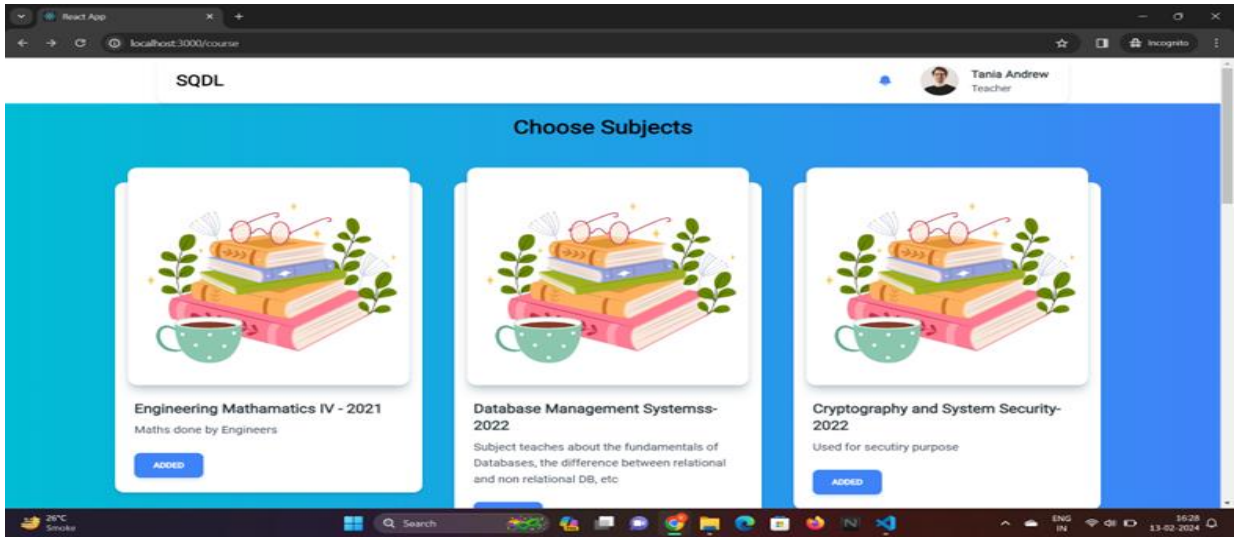 React App
localhost:3000/course
Incognito
SQDL
Tania Andrew
Teacher
Choose Subjects
Engineering Mathamatics IV - 2021
Maths done by Engineers
ADDED
Database Management Systemss-
2022
Subject teaches about the fundamentals of
Databases, the difference between relational
and non relational DB, etc
Cryptography and System Security-
2022
Used for secutiry purpose
ADDED
26°C
Smoke
Search
ENG
IN
16:28
13-02-2024